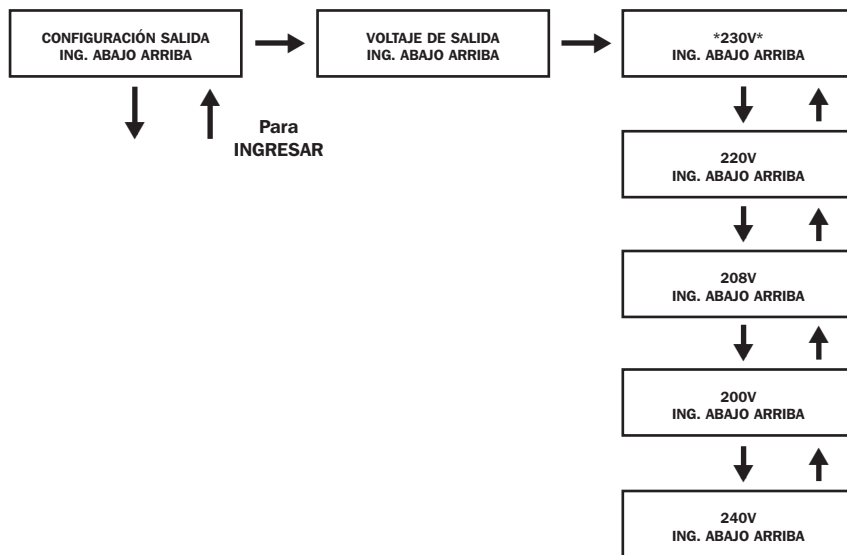 CONFIGURACIÓN SALIDA
ING. ABAJO ARRIBA
VOLTAJE DE SALIDA
ING. ABAJO ARRIBA
*230V*
ING. ABAJO ARRIBA
Para
INGRESAR
220V
ING. ABAJO ARRIBA
208V
ING. ABAJO ARRIBA
200V
ING. ABAJO ARRIBA
240V
ING. ABAJO ARRIBA